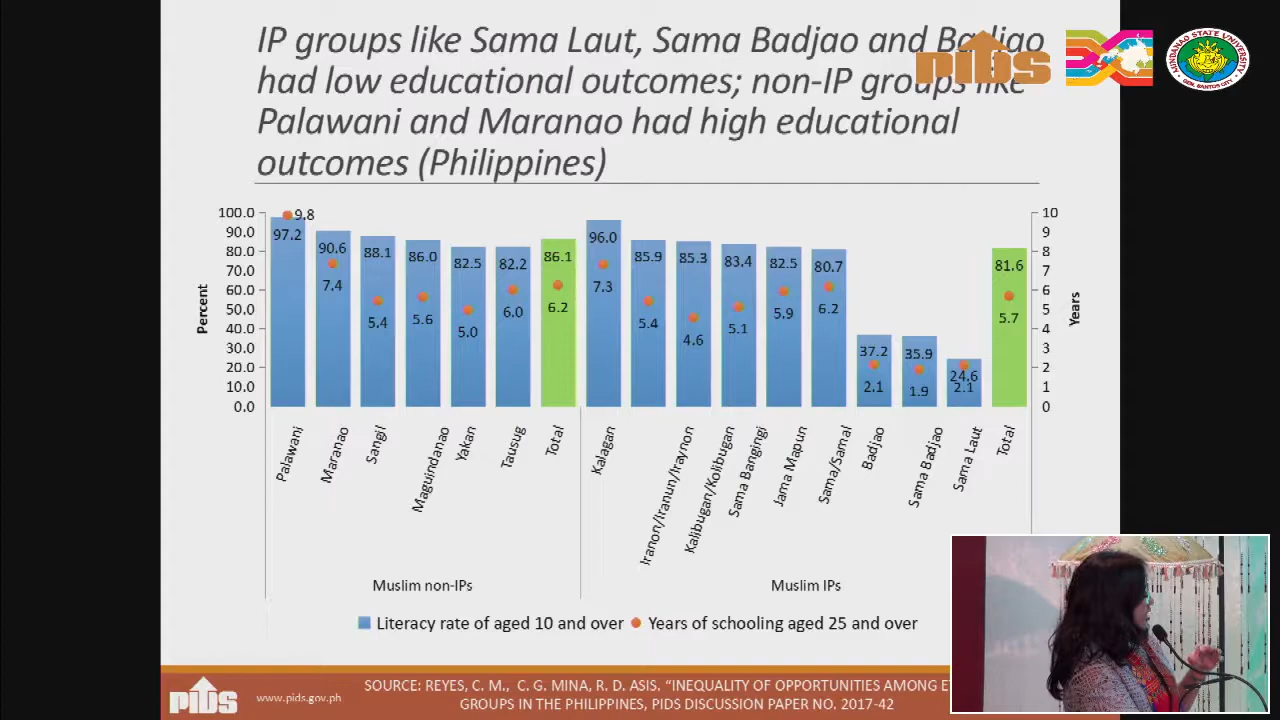 IP groups like Sama Laut, Sama Badjao and Badjao
had low educational outcomes; non-IP groups like
Palawani and Maranao had high educational
outcomes (Philippines)
PIDS
MINDANAO STATE UNIVERSITY
GEN. SANTOS CITY
100.0
90.0
80.0
70.0
60.0
50.0
40.0
30.0
20.0
10.0
0.0
Percent
97.2
9.8
90.6
7.4
88.1
5.4
86.0
5.6
82.5
5.0
82.2
6.0
86.1
6.2
96.0
7.3
85.9
5.4
85.3
4.6
83.4
5.1
82.5
5.9
80.7
6.2
37.2
2.1
35.9
1.9
24.6
2.1
81.6
5.7
10
9
8
7
6
5
4
3
2
1
0
Years
Palawani
Maranao
Sangil
Maguindanao
Yakan
Tausug
Total
Kalagan
Iranon/Iranun/Iraynon
Kalibugan/Kolibugan
Sama Bangingi
Jama Mapun
Sama/Samal
Badjao
Sama Badjao
Sama Laut
Total
Muslim non-IPs
Muslim IPs
Literacy rate of aged 10 and over
Years of schooling aged 25 and over
PIDS
www.pids.gov.ph
SOURCE: REYES, C. M., C. G. MINA, R. D. ASIS, "INEQUALITY OF OPPORTUNITIES AMONG
GROUPS IN THE PHILIPPINES, PIDS DISCUSSION PAPER NO. 2017-42